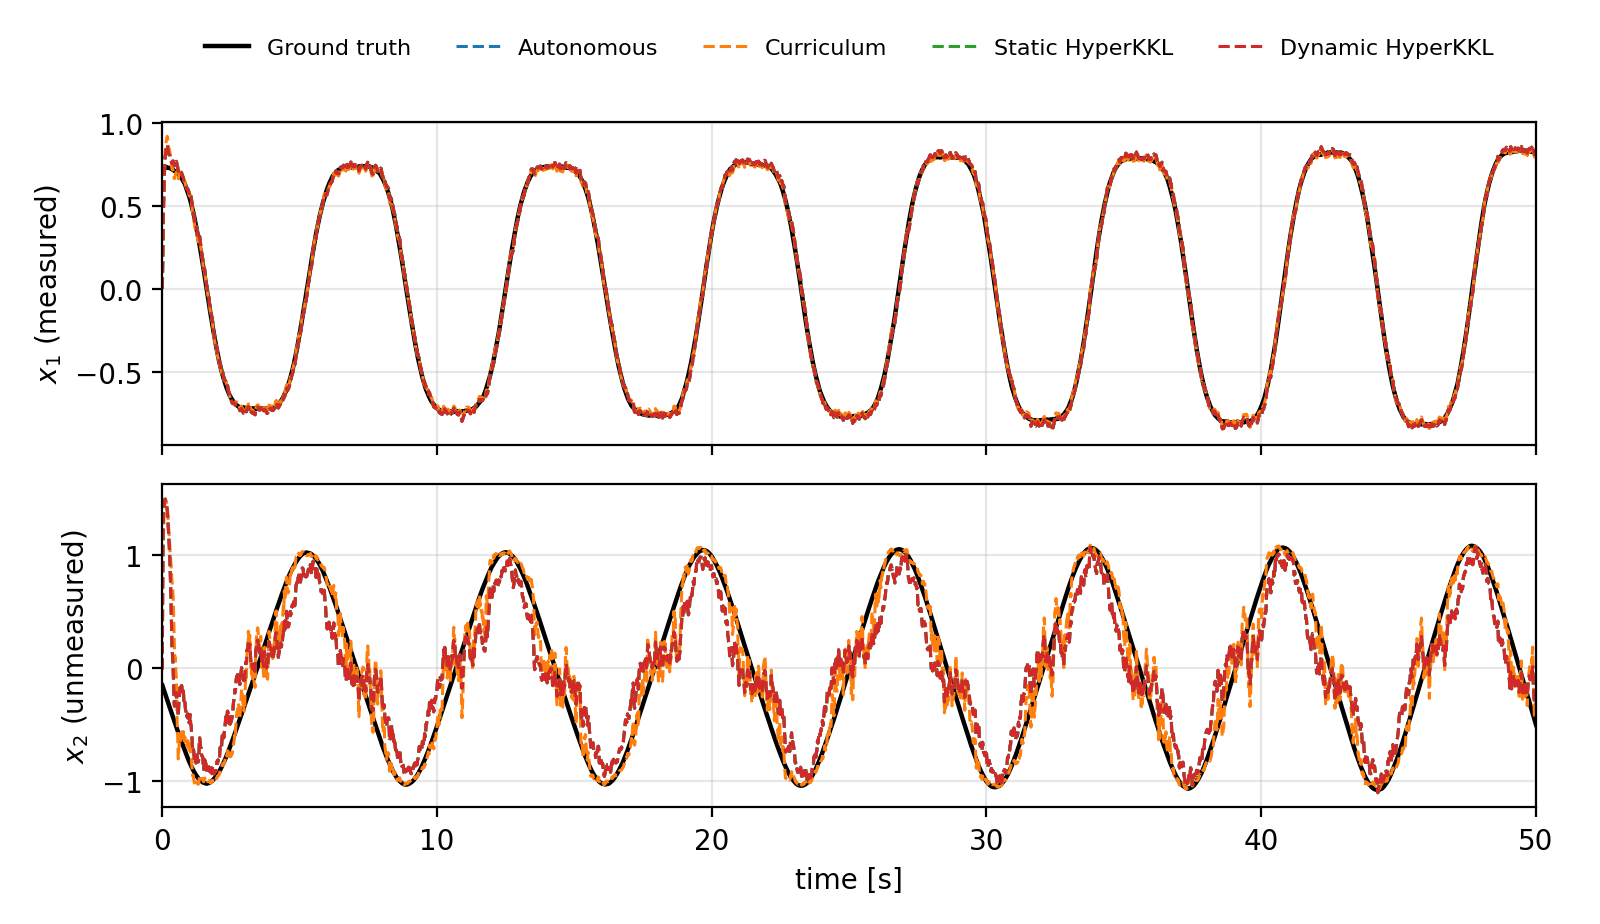 Ground truth Autonomous Curriculum Static HyperKKL Dynamic HyperKKL
1.0
0.5
0.0
−0.5
x₁ (measured)
1
0
−1
x₂ (unmeasured)
0 10 20 30 40 50
time [s]